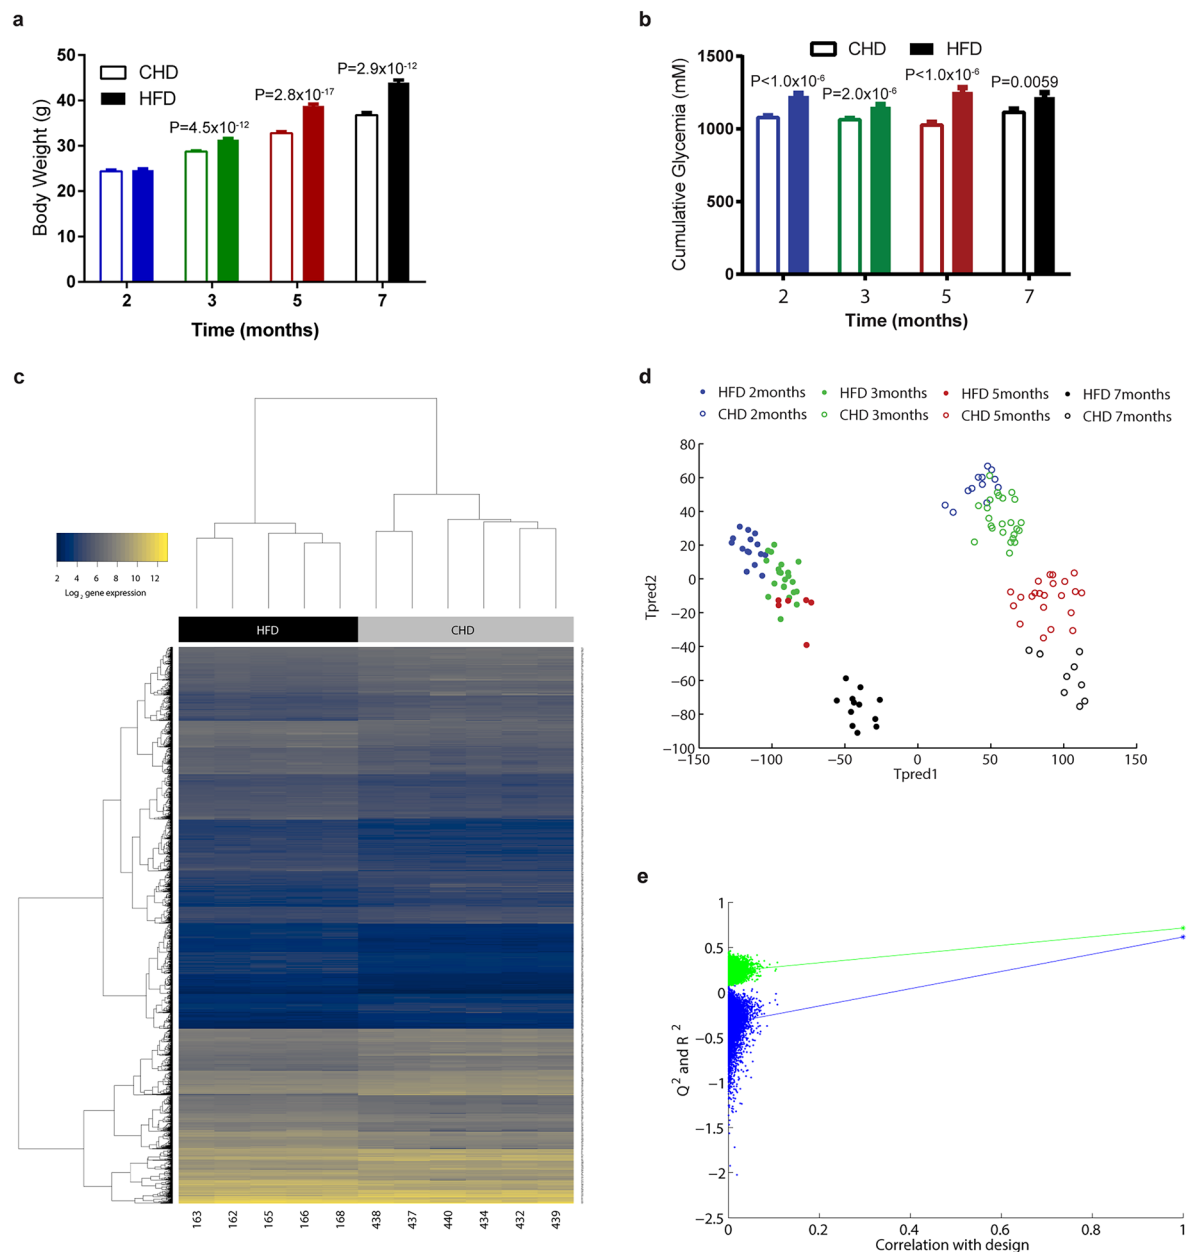 a
50
40
30
20
10
0
Body Weight (g)
CHD
HFD
P=4.5x10-12
P=2.8x10-17
P=2.9x10-12
2 3 5 7
Time (months)
b
CHD HFD
1500
1000
500
0
Cumulative Glycemia (mM)
P<1.0x10-6
P=2.0x10-6
P<1.0x10-6
P=0.0059
2 3 5 7
Time (months)
c
2 4 6 8 10 12
Log2 gene expression
HFD CHD
163 162 165 166 168 438 437 440 434 432 439
d
HFD 2months HFD 3months HFD 5months HFD 7months
CHD 2months CHD 3months CHD 5months CHD 7months
80
60
40
20
0
−20
−40
−60
−80
−100
Tpred2
−150 −100 −50 0 50 100 150
Tpred1
e
1
0.5
0
−0.5
−1
−1.5
−2
−2.5
Q2 and R2
0 0.2 0.4 0.6 0.8 1
Correlation with design